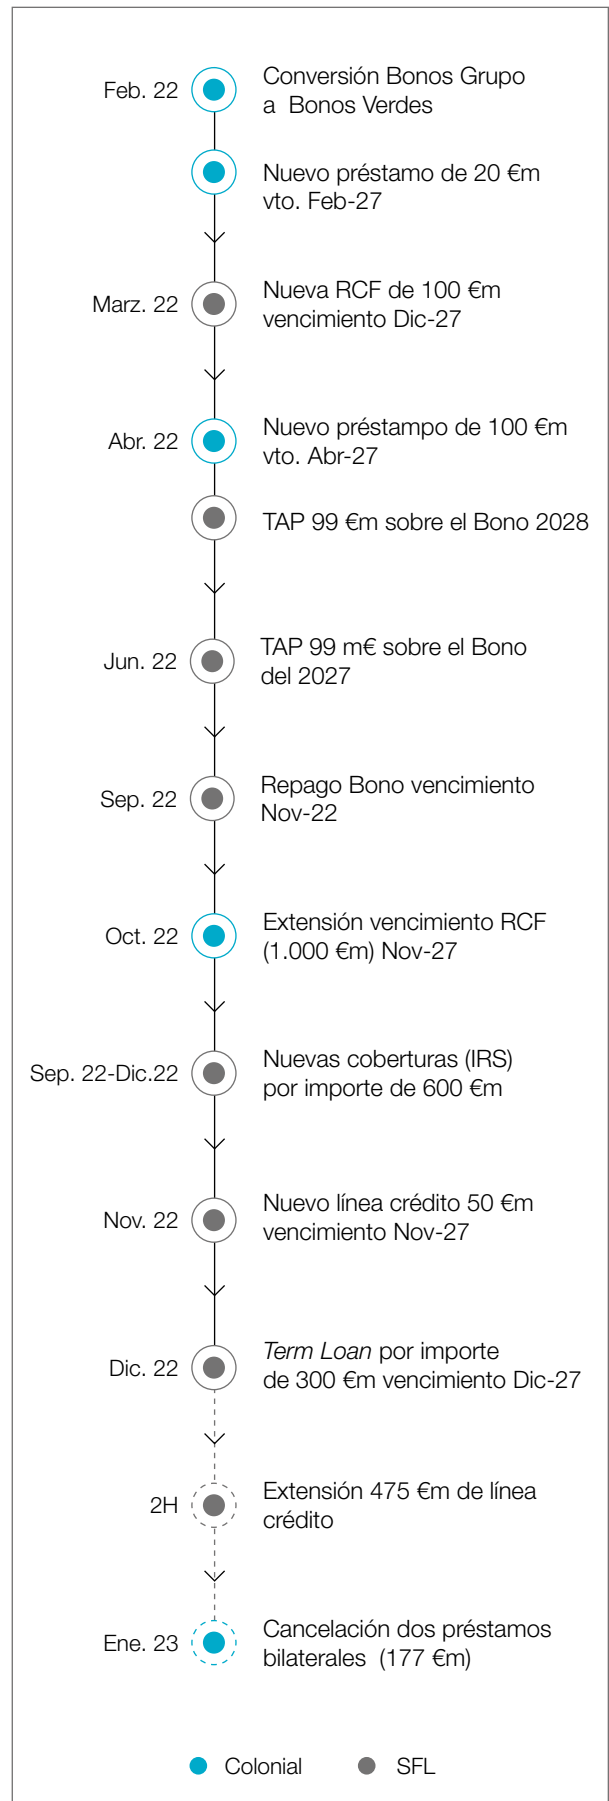 Feb. 22
Conversión Bonos Grupo
a Bonos Verdes
Nuevo préstamo de 20 €m
vto. Feb-27
Marz. 22
Nueva RCF de 100 €m
vencimiento Dic-27
Abr. 22
Nuevo préstampo de 100 €m
vto. Abr-27
TAP 99 €m sobre el Bono 2028
Jun. 22
TAP 99 m€ sobre el Bono
del 2027
Sep. 22
Repago Bono vencimiento
Nov-22
Oct. 22
Extensión vencimiento RCF
(1.000 €m) Nov-27
Sep. 22-Dic.22
Nuevas coberturas (IRS)
por importe de 600 €m
Nov. 22
Nuevo línea crédito 50 €m
vencimiento Nov-27
Dic. 22
Term Loan por importe
de 300 €m vencimiento Dic-27
2H
Extensión 475 €m de línea
crédito
Ene. 23
Cancelación dos préstamos
bilaterales (177 €m)
Colonial
SFL